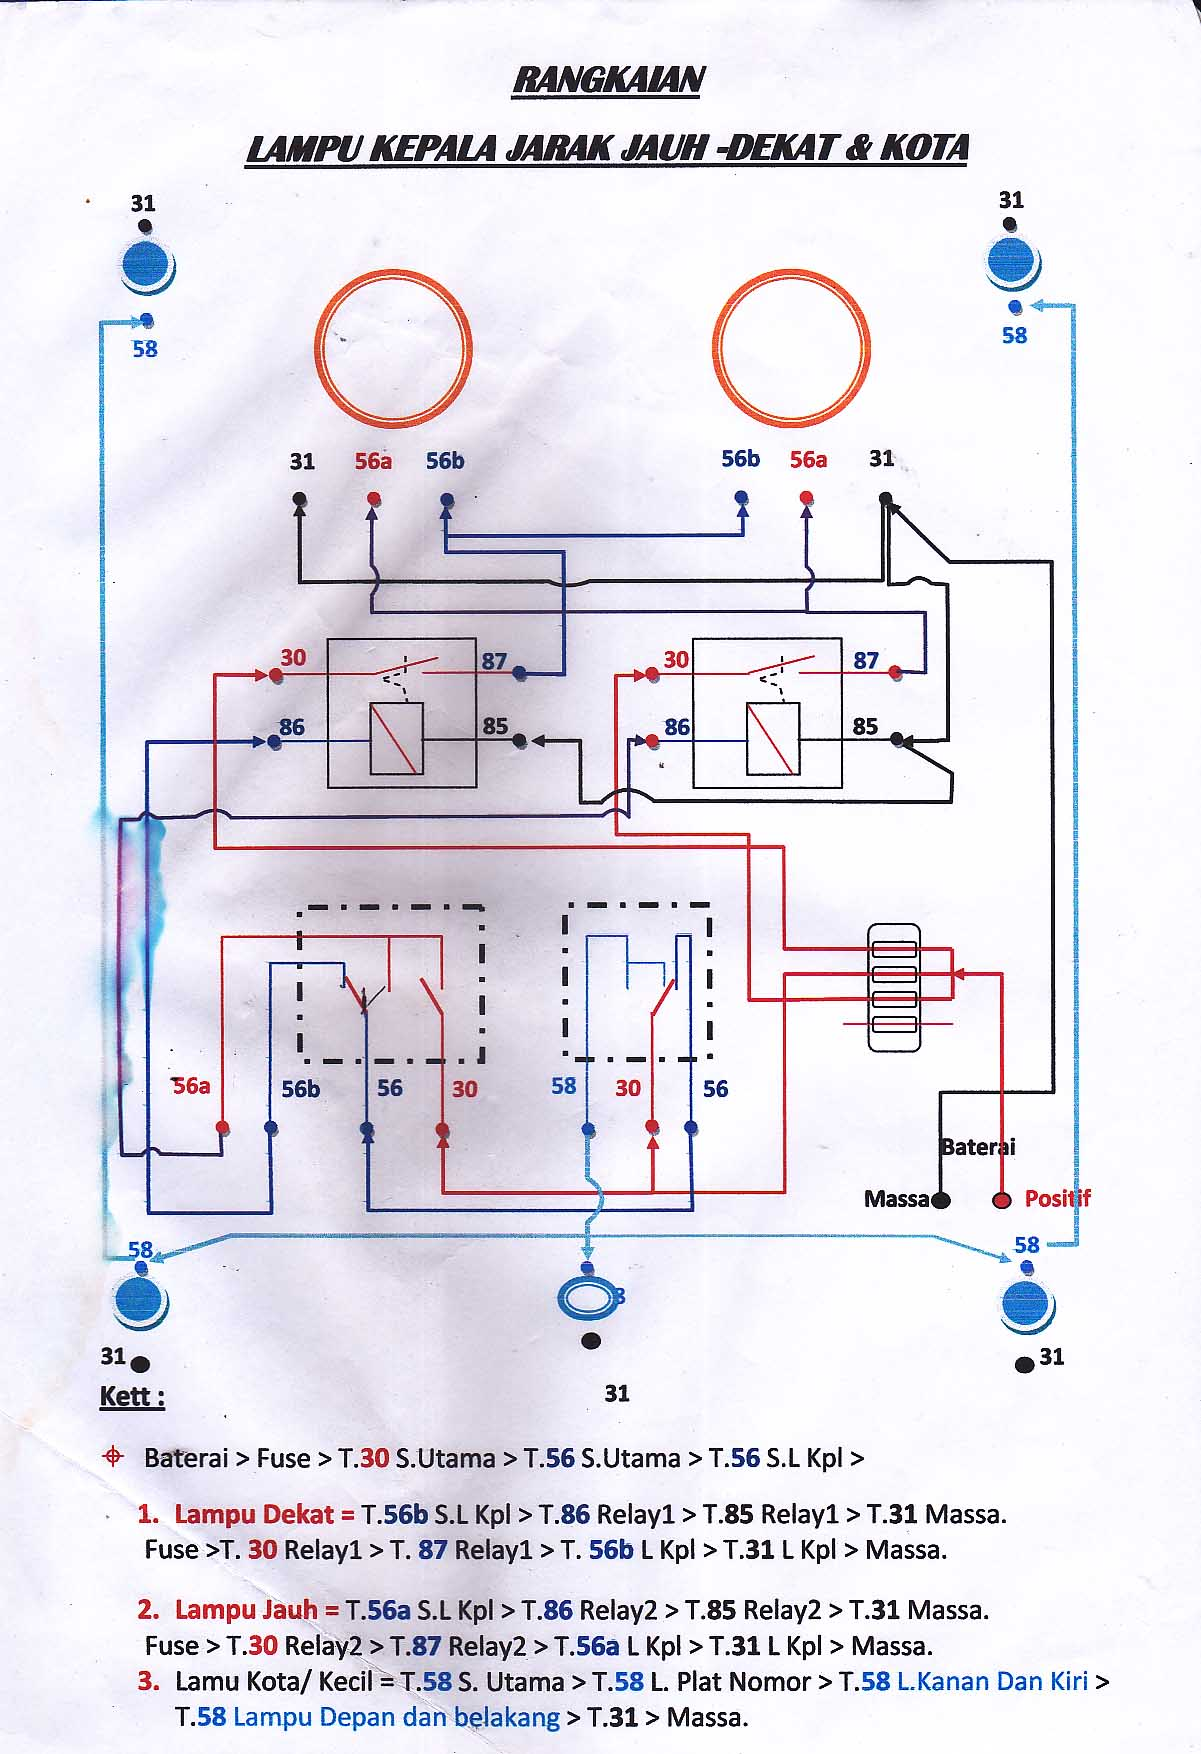 RANGKAIAN
LAMPU KEPALA JARAK JAUH -DEKAT & KOTA
31
31
58
58
31 56a 56b
56b 56a 31
30 87
30 87
86 85
86 85
56a 56b 56 30
58 30 56
Baterai
Massa Positif
58
58
31
31
31
Kett :
Baterai > Fuse > T.30 S.Utama > T.56 S.Utama > T.56 S.L Kpl >
1. Lampu Dekat = T.56b S.L Kpl > T.86 Relay1 > T.85 Relay1 > T.31 Massa.
Fuse >T. 30 Relay1 > T. 87 Relay1 > T. 56b L Kpl > T.31 L Kpl > Massa.
2. Lampu Jauh = T.56a S.L Kpl > T.86 Relay2 > T.85 Relay2 > T.31 Massa.
Fuse > T.30 Relay2 > T.87 Relay2 > T.56a L Kpl > T.31 L Kpl > Massa.
3. Lamu Kota/ Kecil = T.58 S. Utama > T.58 L. Plat Nomor > T.58 L.Kanan Dan Kiri >
T.58 Lampu Depan dan belakang > T.31 > Massa.